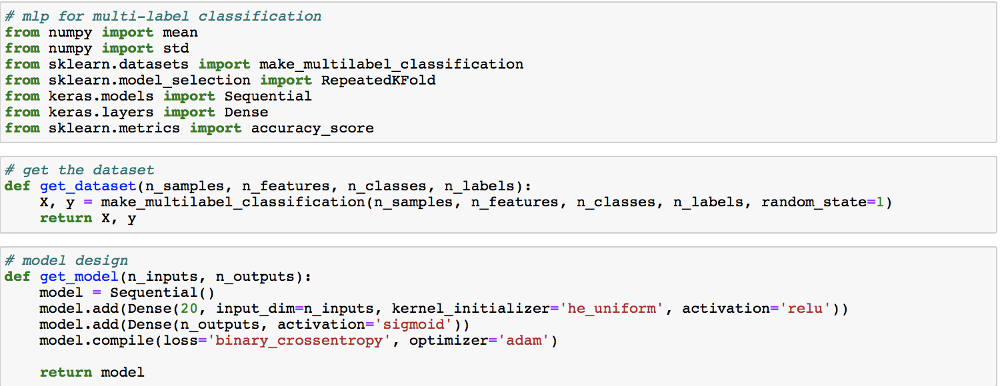 # mlp for multi-label classification
from numpy import mean
from numpy import std
from sklearn.datasets import make_multilabel_classification
from sklearn.model_selection import RepeatedKFold
from keras.models import Sequential
from keras.layers import Dense
from sklearn.metrics import accuracy_score
# get the dataset
def get_dataset(n_samples, n_features, n_classes, n_labels):
    X, y = make_multilabel_classification(n_samples, n_features, n_classes, n_labels, random_state=1)
    return X, y
# model design
def get_model(n_inputs, n_outputs):
    model = Sequential()
    model.add(Dense(20, input_dim=n_inputs, kernel_initializer='he_uniform', activation='relu'))
    model.add(Dense(n_outputs, activation='sigmoid'))
    model.compile(loss='binary_crossentropy', optimizer='adam')
    return model